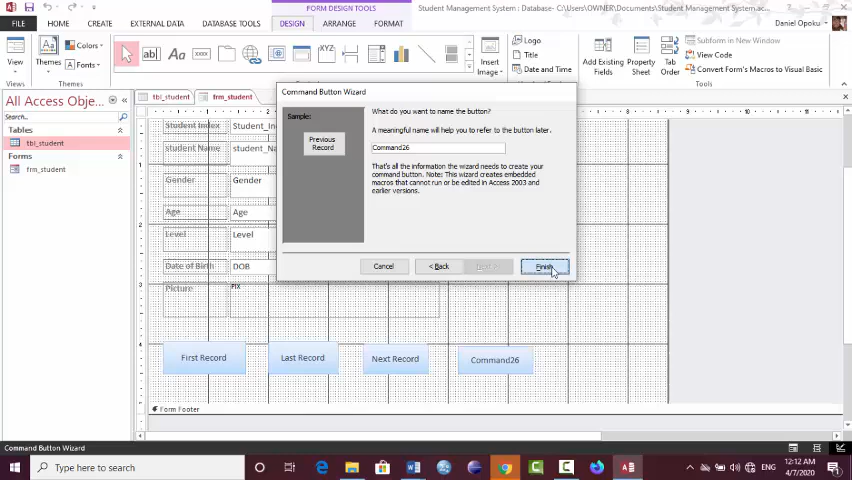 FORM DESIGN TOOLS
Student Management System : Database- C:\Users\OWNER\Documents\Student Management System.ac...
FILE HOME CREATE EXTERNAL DATA DATABASE TOOLS DESIGN ARRANGE FORMAT Daniel Opoku
View
Views
Themes
Colors
Fonts
Themes
ab|
Aa
xxxx
XYZ
Insert
Image
Logo
Title
Date and Time
Add Existing
Fields
Property
Sheet
Tab
Order
Subform in New Window
View Code
Convert Form's Macros to Visual Basic
Tools
All Access Obje...
Search...
Tables
tbl_student
Forms
frm_student
tbl_student frm_student
Student Index Student_In
student_Name student_Na
Gender Gender
Age Age
Level Level
Date of Birth DOB
Picture PIX
First Record Last Record Next Record Command26
Form Footer
Command Button Wizard
Sample:
Previous
Record
What do you want to name the button?
A meaningful name will help you to refer to the button later.
Command26
That's all the information the wizard needs to create your
command button. Note: This wizard creates embedded
macros that cannot run or be edited in Access 2003 and
earlier versions.
Cancel < Back Next > Finish
Command Button Wizard
Type here to search
ENG
12:12 AM
4/7/2020